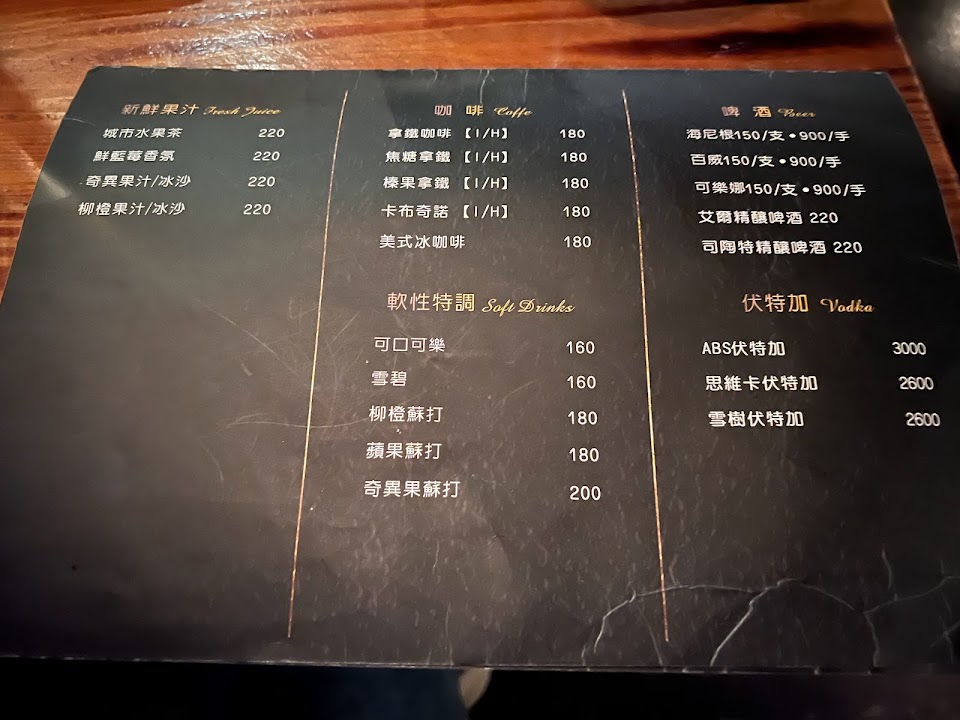 新鮮果汁 Fresh Juice
城市水果茶 220
鮮藍莓香氛 220
奇異果汁/冰沙 220
柳橙果汁/冰沙 220
咖 啡 Coffe
拿鐵咖啡 【I/H】 180
焦糖拿鐵 【I/H】 180
榛果拿鐵 【I/H】 180
卡布奇諾 【I/H】 180
美式冰咖啡 180
軟性特調 Soft Drinks
可口可樂 160
雪碧 160
柳橙蘇打 180
蘋果蘇打 180
奇異果蘇打 200
啤 酒 Beer
海尼根150/支•900/手
百威150/支•900/手
可樂娜150/支•900/手
艾爾精釀啤酒 220
司陶特精釀啤酒 220
伏特加 Vodka
ABS伏特加 3000
思維卡伏特加 2600
雪樹伏特加 2600